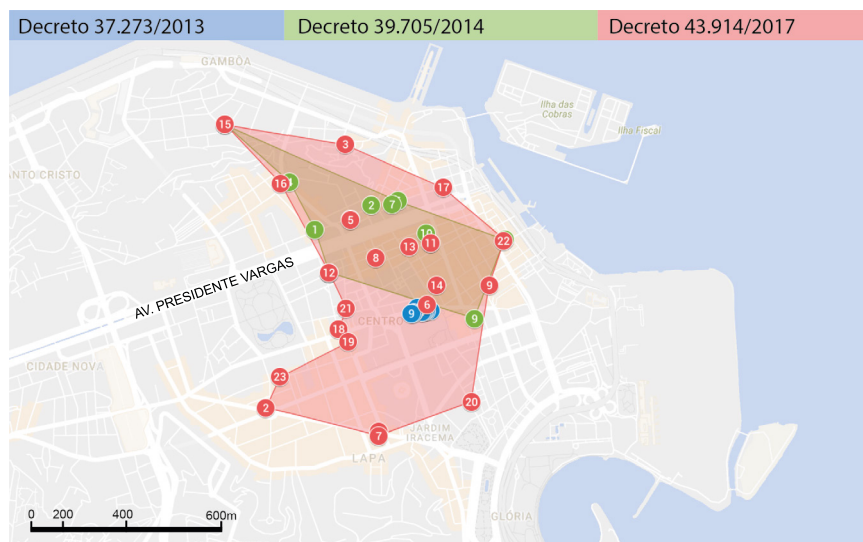 Decreto 37.273/2013
Decreto 39.705/2014
Decreto 43.914/2017
GAMBÔA
Ilha das
Cobras
Ilha Fiscal
15
3
ANTO CRISTO
16
17
2
7
5
1
10
22
13
11
8
12
AV. PRESIDENTE VARGAS
14
9
21
6
9
9
CENTRO
18
19
CIDADE NOVA
23
2
20
7
JARDIM
IRACEMA
LAPA
GLÓRIA
0
200
400
600m